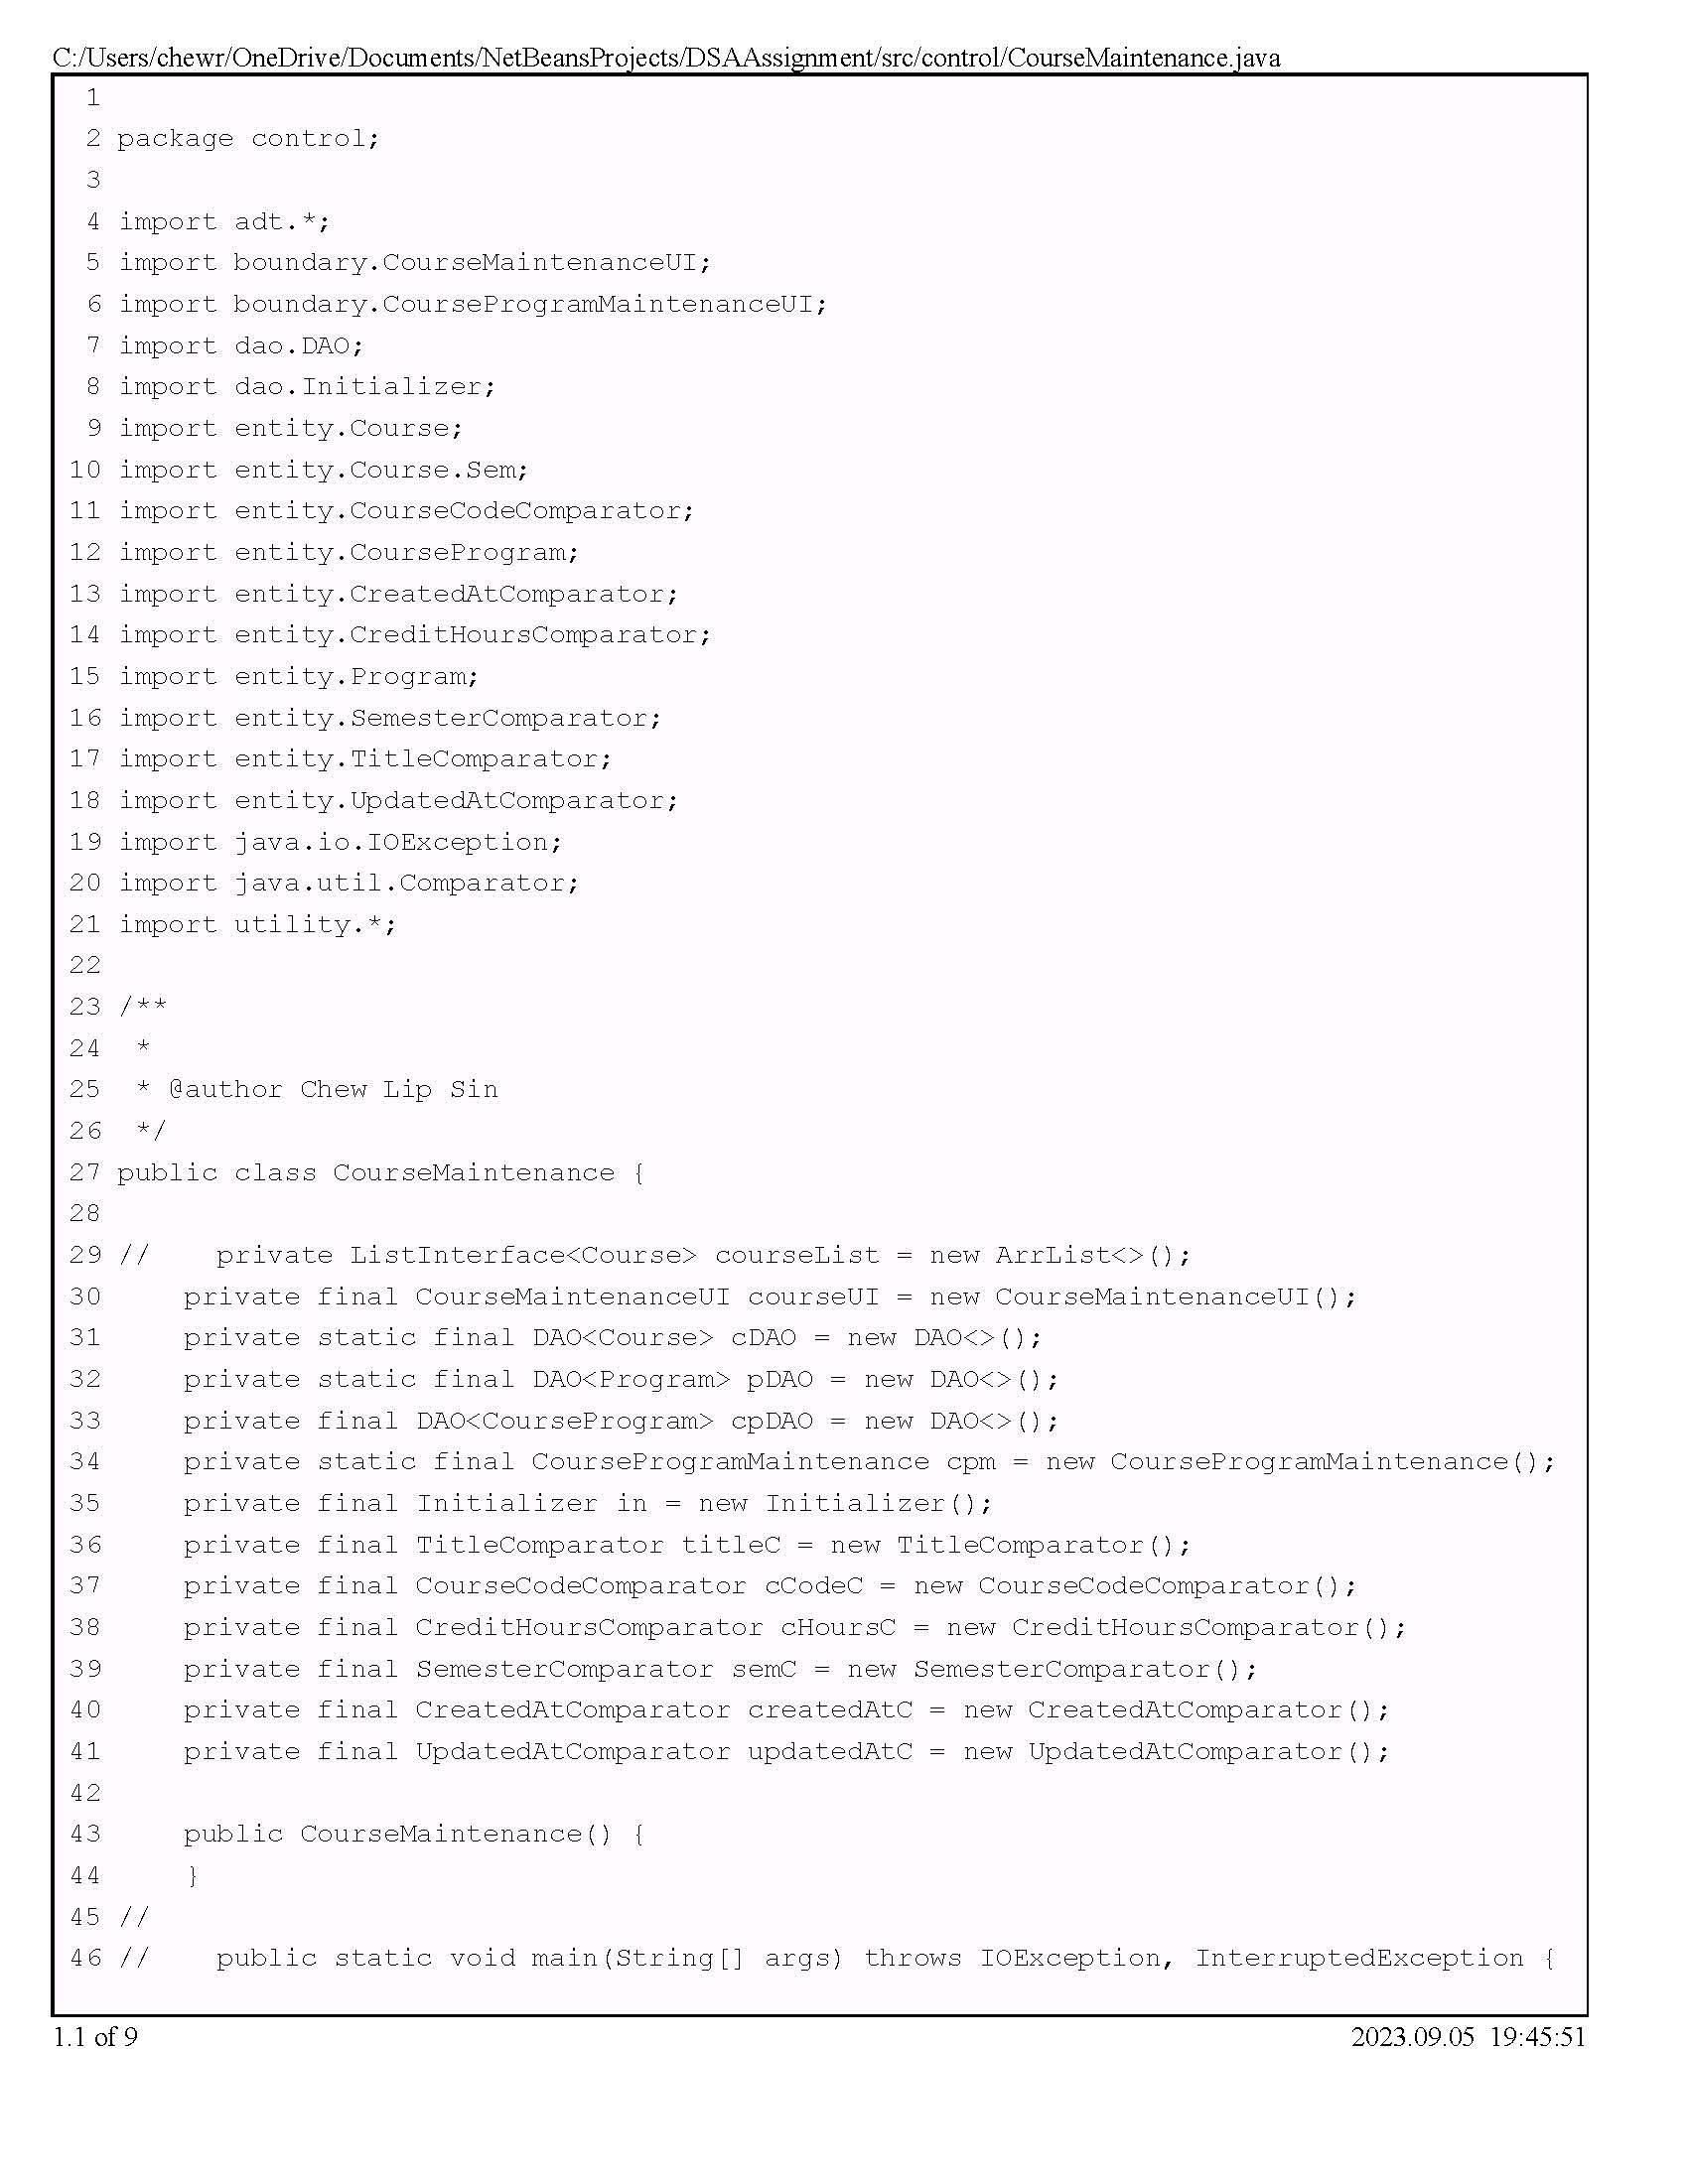 C:/Users/chewr/OneDrive/Documents/NetBeansProjects/DSAAssignment/src/control/CourseMaintenance.java
1
2 package control;
3
4 import adt.*;
5 import boundary.CourseMaintenanceUI;
6 import boundary.CourseProgramMaintenanceUI;
7 import dao.DAO;
8 import dao.Initializer;
9 import entity.Course;
10 import entity.Course.Sem;
11 import entity.CourseCodeComparator;
12 import entity.CourseProgram;
13 import entity.CreatedAtComparator;
14 import entity.CreditHoursComparator;
15 import entity.Program;
16 import entity.SemesterComparator;
17 import entity.TitleComparator;
18 import entity.UpdatedAtComparator;
19 import java.io.IOException;
20 import java.util.Comparator;
21 import utility.*;
22
23 /**
24  *
25  * @author Chew Lip Sin
26  */
27 public class CourseMaintenance {
28
29 //    private ListInterface<Course> courseList = new ArrList<>();
30     private final CourseMaintenanceUI courseUI = new CourseMaintenanceUI();
31     private static final DAO<Course> cDAO = new DAO<>();
32     private static final DAO<Program> pDAO = new DAO<>();
33     private final DAO<CourseProgram> cpDAO = new DAO<>();
34     private static final CourseProgramMaintenance cpm = new CourseProgramMaintenance();
35     private final Initializer in = new Initializer();
36     private final TitleComparator titleC = new TitleComparator();
37     private final CourseCodeComparator cCodeC = new CourseCodeComparator();
38     private final CreditHoursComparator cHoursC = new CreditHoursComparator();
39     private final SemesterComparator semC = new SemesterComparator();
40     private final CreatedAtComparator createdAtC = new CreatedAtComparator();
41     private final UpdatedAtComparator updatedAtC = new UpdatedAtComparator();
42
43     public CourseMaintenance() {
44     }
45 //
46 //    public static void main(String[] args) throws IOException, InterruptedException {
1.1 of 9 2023.09.05 19:45:51